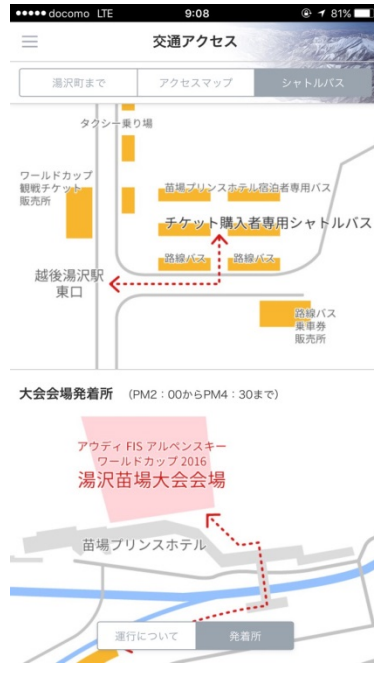 docomo LTE 9:08 81%
交通アクセス
湯沢町まで アクセスマップ シャトルバス
タクシー乗り場
ワールドカップ
観戦チケット
販売所
苗場プリンスホテル宿泊者専用バス
チケット購入者専用シャトルバス
路線バス 路線バス
越後湯沢駅
東口
路線バス
乗車券
販売所
大会会場発着所 (PM2：00からPM4：30まで)
アウディ FIS アルペンスキー
ワールドカップ 2016
湯沢苗場大会会場
苗場プリンスホテル
運行について 発着所